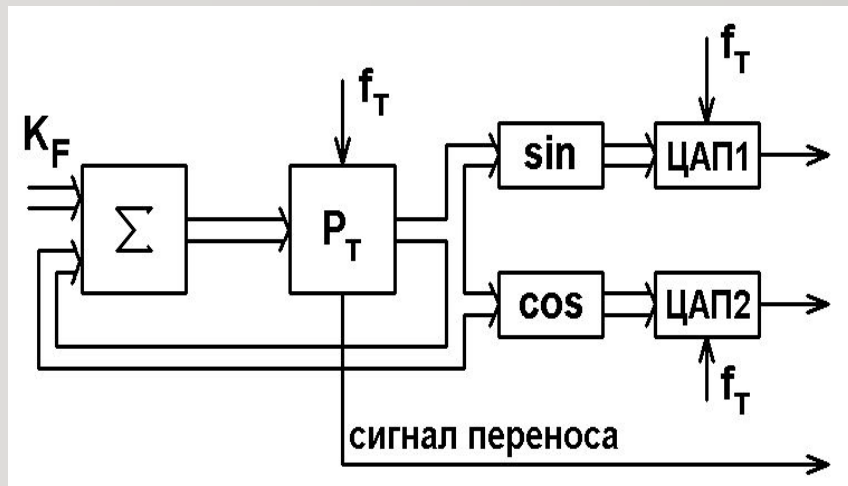 K_F
Σ
f_T
P_T
sin
f_T
ЦАП1
cos
ЦАП2
f_T
сигнал переноса